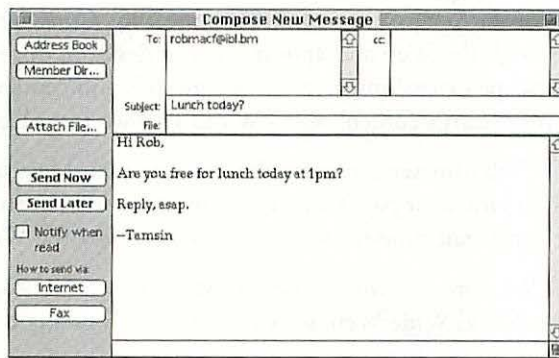 Compose New Message
Address Book
Member Dir...
Attach File...
Send Now
Send Later
Notify when
read
How to send via:
Internet
Fax
To: robmacf@ibl.bm
cc:
Subject: Lunch today?
File:
Hi Rob,
Are you free for lunch today at 1pm?
Reply, asap.
--Tamsin